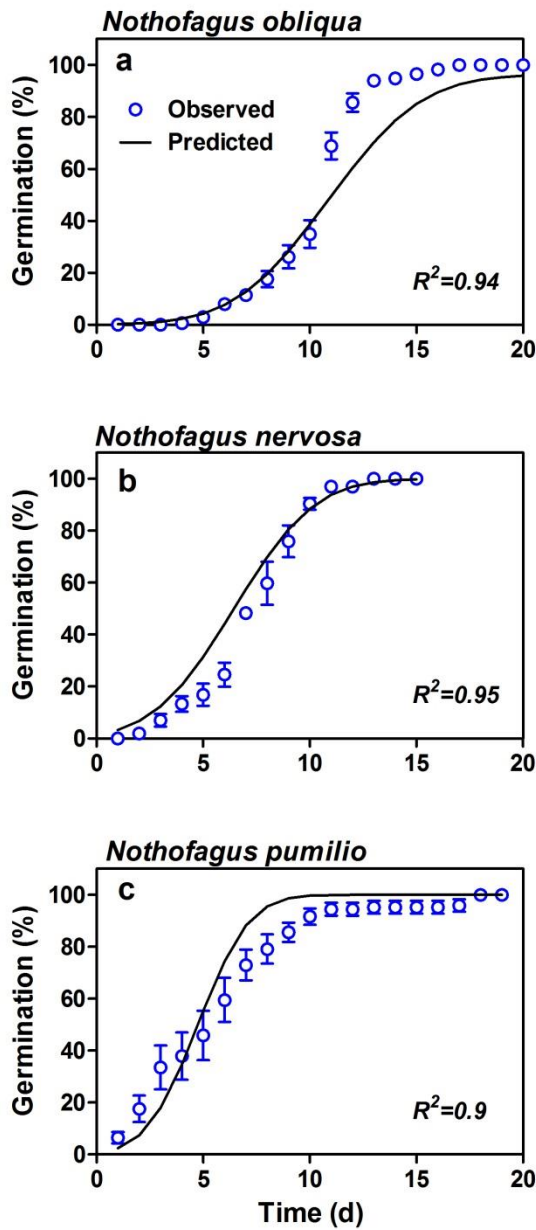 Nothofagus obliqua
a
100
80
60
40
20
0
Germination (%)
Observed
Predicted
R²=0.94
0 5 10 15 20
Nothofagus nervosa
b
100
80
60
40
20
0
Germination (%)
R²=0.95
0 5 10 15 20
Nothofagus pumilio
c
100
80
60
40
20
0
Germination (%)
R²=0.9
0 5 10 15 20
Time (d)